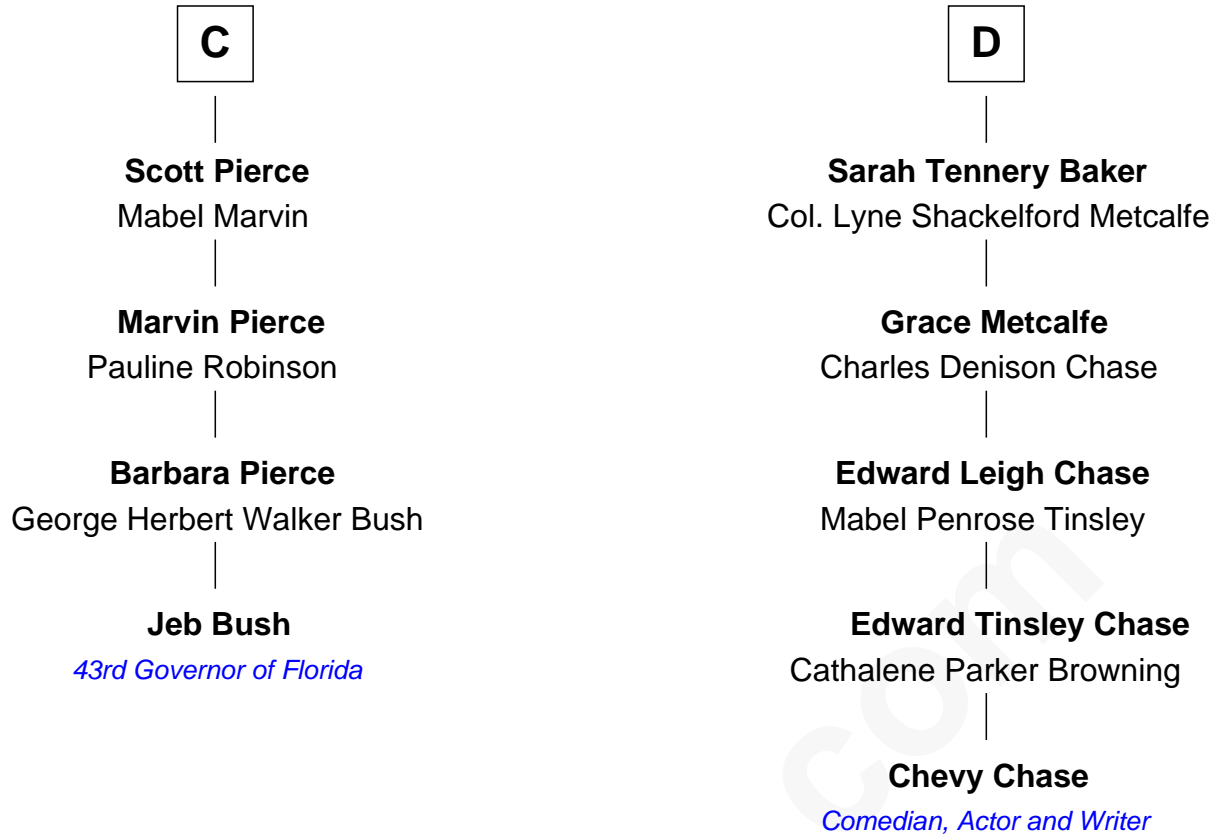 C
Scott Pierce
Mabel Marvin
Marvin Pierce
Pauline Robinson
Barbara Pierce
George Herbert Walker Bush
Jeb Bush
43rd Governor of Florida
D
Sarah Tennery Baker
Col. Lyne Shackelford Metcalfe
Grace Metcalfe
Charles Denison Chase
Edward Leigh Chase
Mabel Penrose Tinsley
Edward Tinsley Chase
Cathalene Parker Browning
Chevy Chase
Comedian, Actor and Writer
com